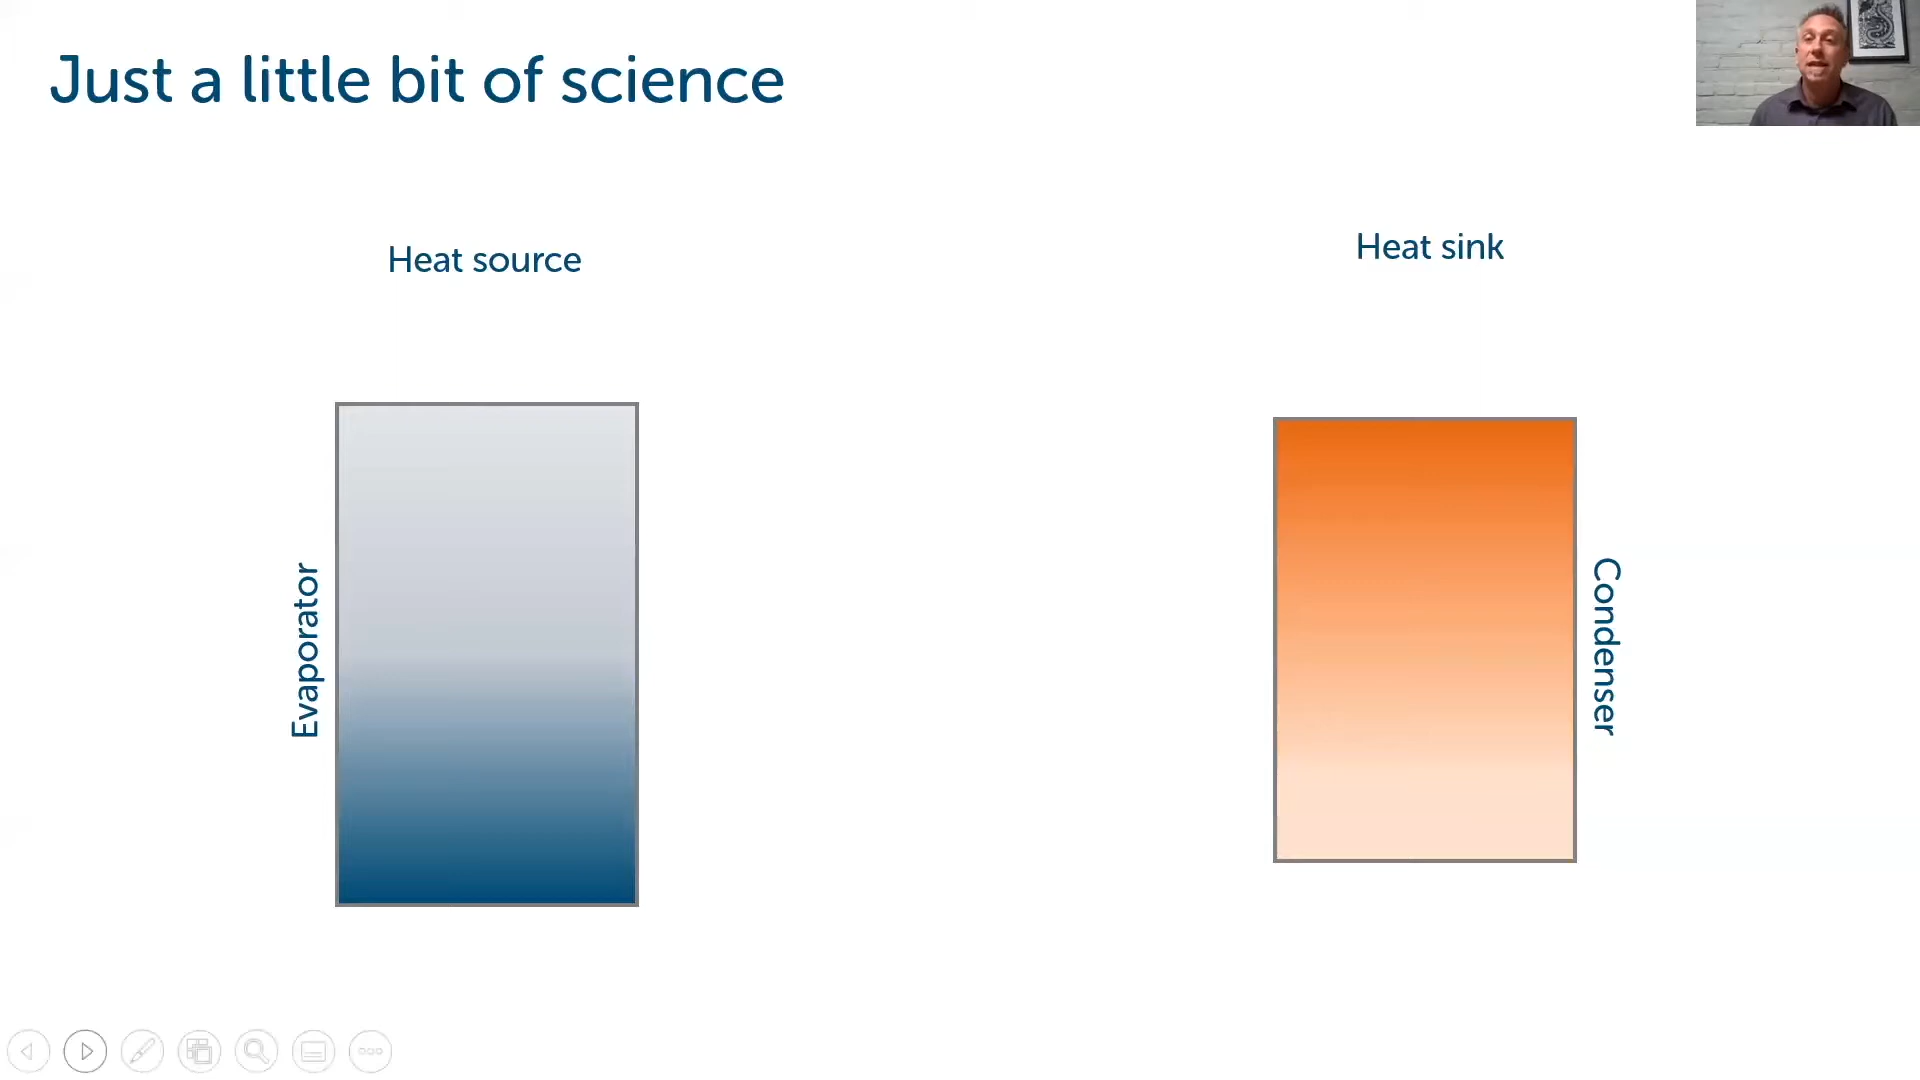 Just a little bit of science
Heat source
Heat sink
Evaporator
Condenser